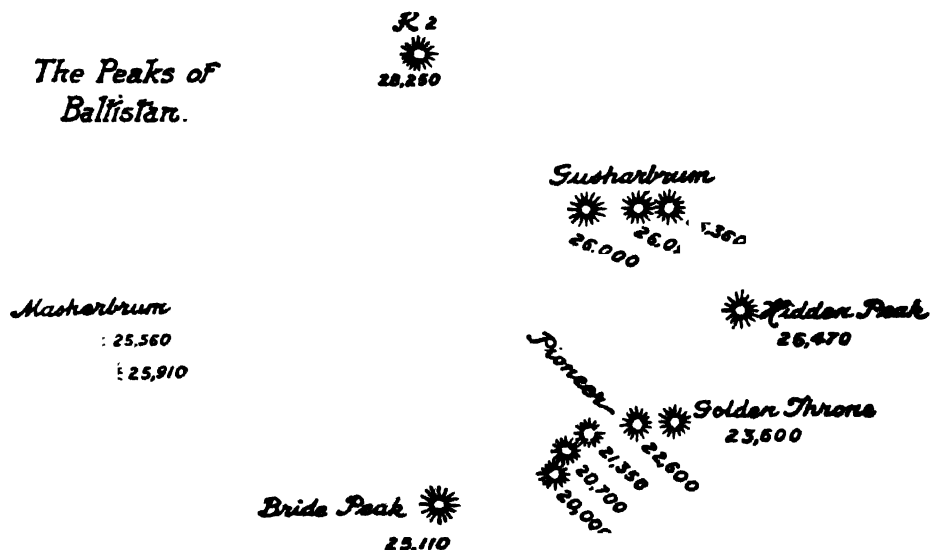 K 2
28,250
The Peaks of
Baltistan.
Gusharbrum
26.000
Masherbrum
25,560
25,910
Hidden Peak
26,470
Pioneer
Golden Throne
23,600
22,600
21,350
20,700
Bride Peak
25,110